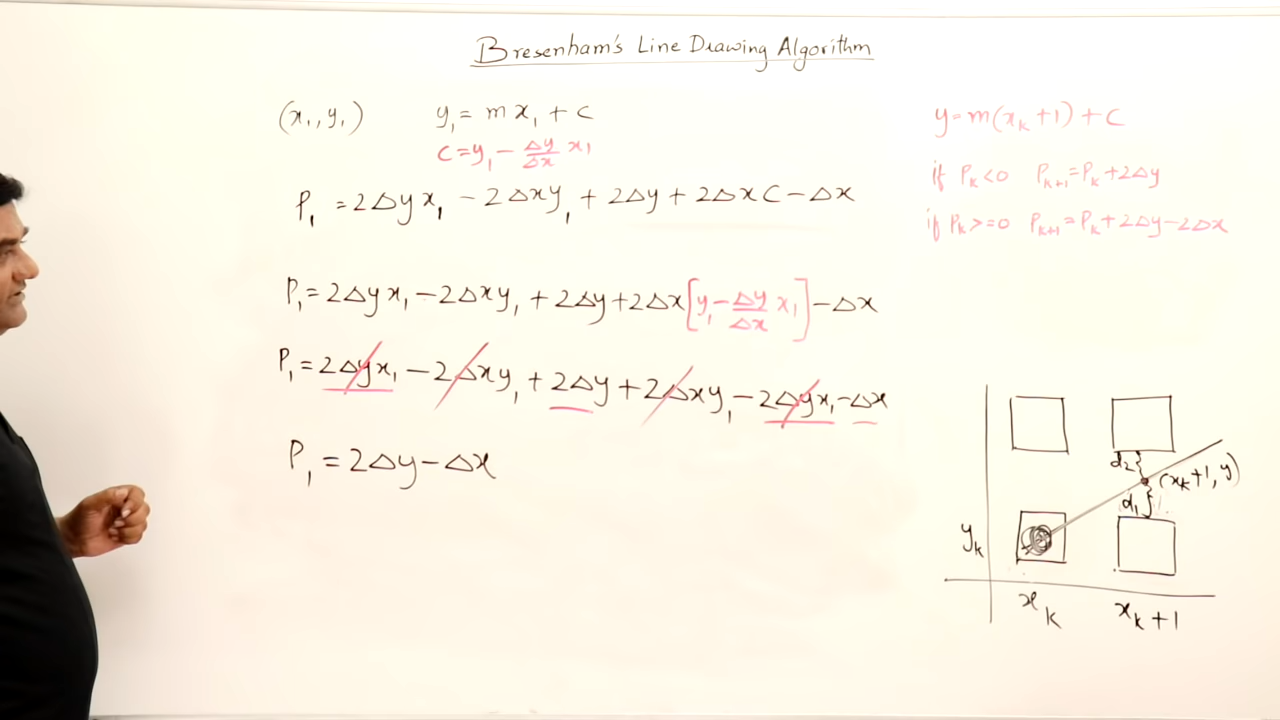 Bresenham's Line Drawing Algorithm
(x₁, y₁) y₁ = m x₁ + c
c = y₁ - Δy/Δx x₁
P₁ = 2Δy x₁ - 2Δx y₁ + 2Δy + 2Δx c - Δx
P₁ = 2Δy x₁ - 2Δx y₁ + 2Δy + 2Δx [y₁ - Δy/Δx x₁] - Δx
P₁ = 2Δy x₁ - 2Δx y₁ + 2Δy + 2Δx y₁ - 2Δy x₁ - Δx
P₁ = 2Δy - Δx
y = m(xₖ + 1) + c
if Pₖ < 0 Pₖ₊₁ = Pₖ + 2Δy
if Pₖ >= 0 Pₖ₊₁ = Pₖ + 2Δy - 2Δx
d₂
(xₖ + 1, y)
d₁
yₖ
xₖ xₖ + 1